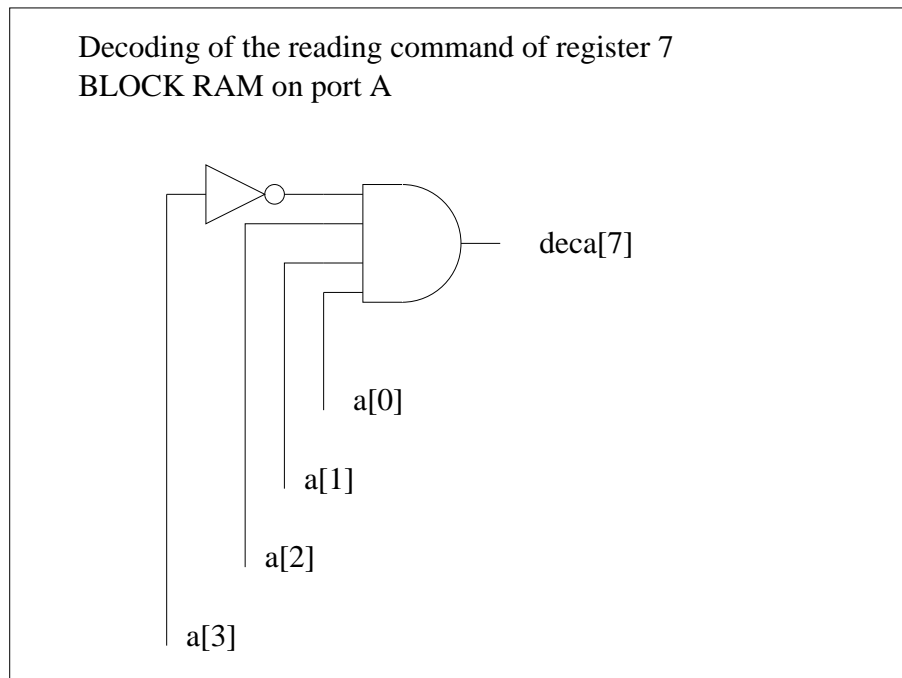 Decoding of the reading command of register 7
BLOCK RAM on port A
deca[7]
a[0]
a[1]
a[2]
a[3]